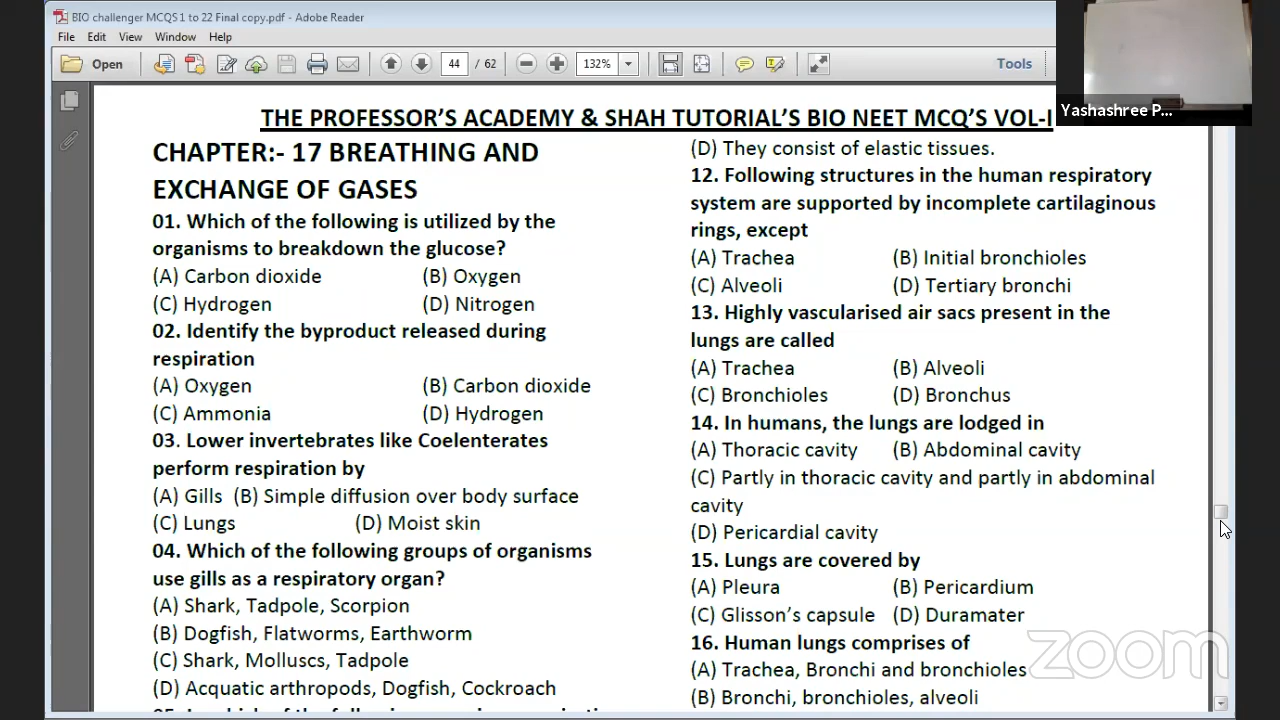 BIO challenger MCQS 1 to 22 Final copy.pdf - Adobe Reader
File Edit View Window Help
Open 44 / 62 132% Tools
Yashashree P...
THE PROFESSOR'S ACADEMY & SHAH TUTORIAL'S BIO NEET MCQ'S VOL-I
CHAPTER:- 17 BREATHING AND
EXCHANGE OF GASES
01. Which of the following is utilized by the
organisms to breakdown the glucose?
(A) Carbon dioxide (B) Oxygen
(C) Hydrogen (D) Nitrogen
02. Identify the byproduct released during
respiration
(A) Oxygen (B) Carbon dioxide
(C) Ammonia (D) Hydrogen
03. Lower invertebrates like Coelenterates
perform respiration by
(A) Gills (B) Simple diffusion over body surface
(C) Lungs (D) Moist skin
04. Which of the following groups of organisms
use gills as a respiratory organ?
(A) Shark, Tadpole, Scorpion
(B) Dogfish, Flatworms, Earthworm
(C) Shark, Molluscs, Tadpole
(D) Acquatic arthropods, Dogfish, Cockroach
(D) They consist of elastic tissues.
12. Following structures in the human respiratory
system are supported by incomplete cartilaginous
rings, except
(A) Trachea (B) Initial bronchioles
(C) Alveoli (D) Tertiary bronchi
13. Highly vascularised air sacs present in the
lungs are called
(A) Trachea (B) Alveoli
(C) Bronchioles (D) Bronchus
14. In humans, the lungs are lodged in
(A) Thoracic cavity (B) Abdominal cavity
(C) Partly in thoracic cavity and partly in abdominal
cavity
(D) Pericardial cavity
15. Lungs are covered by
(A) Pleura (B) Pericardium
(C) Glisson's capsule (D) Duramater
16. Human lungs comprises of
(A) Trachea, Bronchi and bronchioles
(B) Bronchi, bronchioles, alveoli
zoom